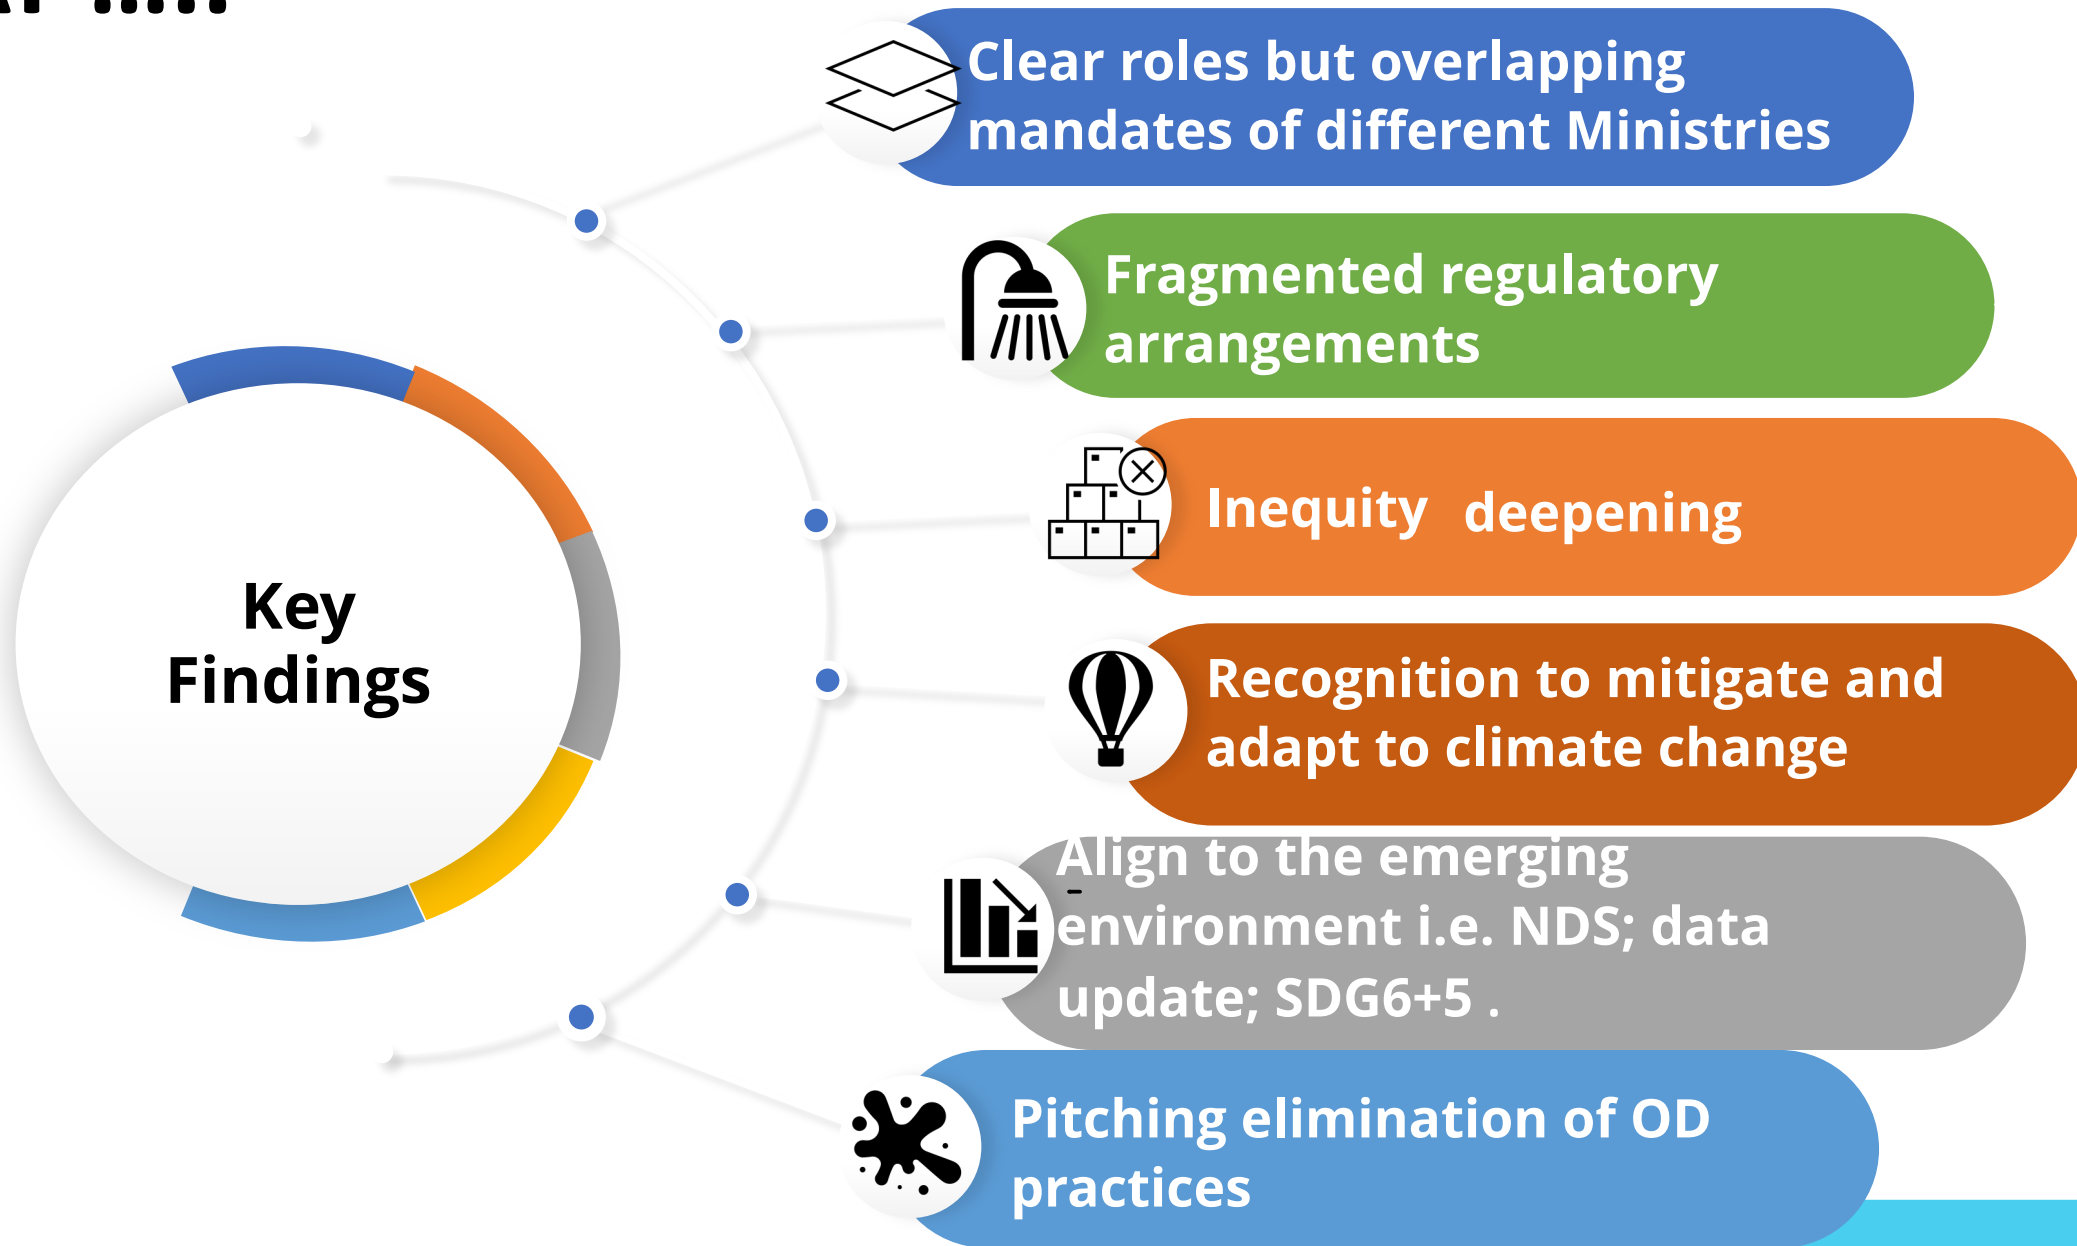 Key
Findings
Clear roles but overlapping
mandates of different Ministries
Fragmented regulatory
arrangements
Inequity deepening
Recognition to mitigate and
adapt to climate change
Align to the emerging
environment i.e. NDS; data
update; SDG6+5 .
Pitching elimination of OD
practices